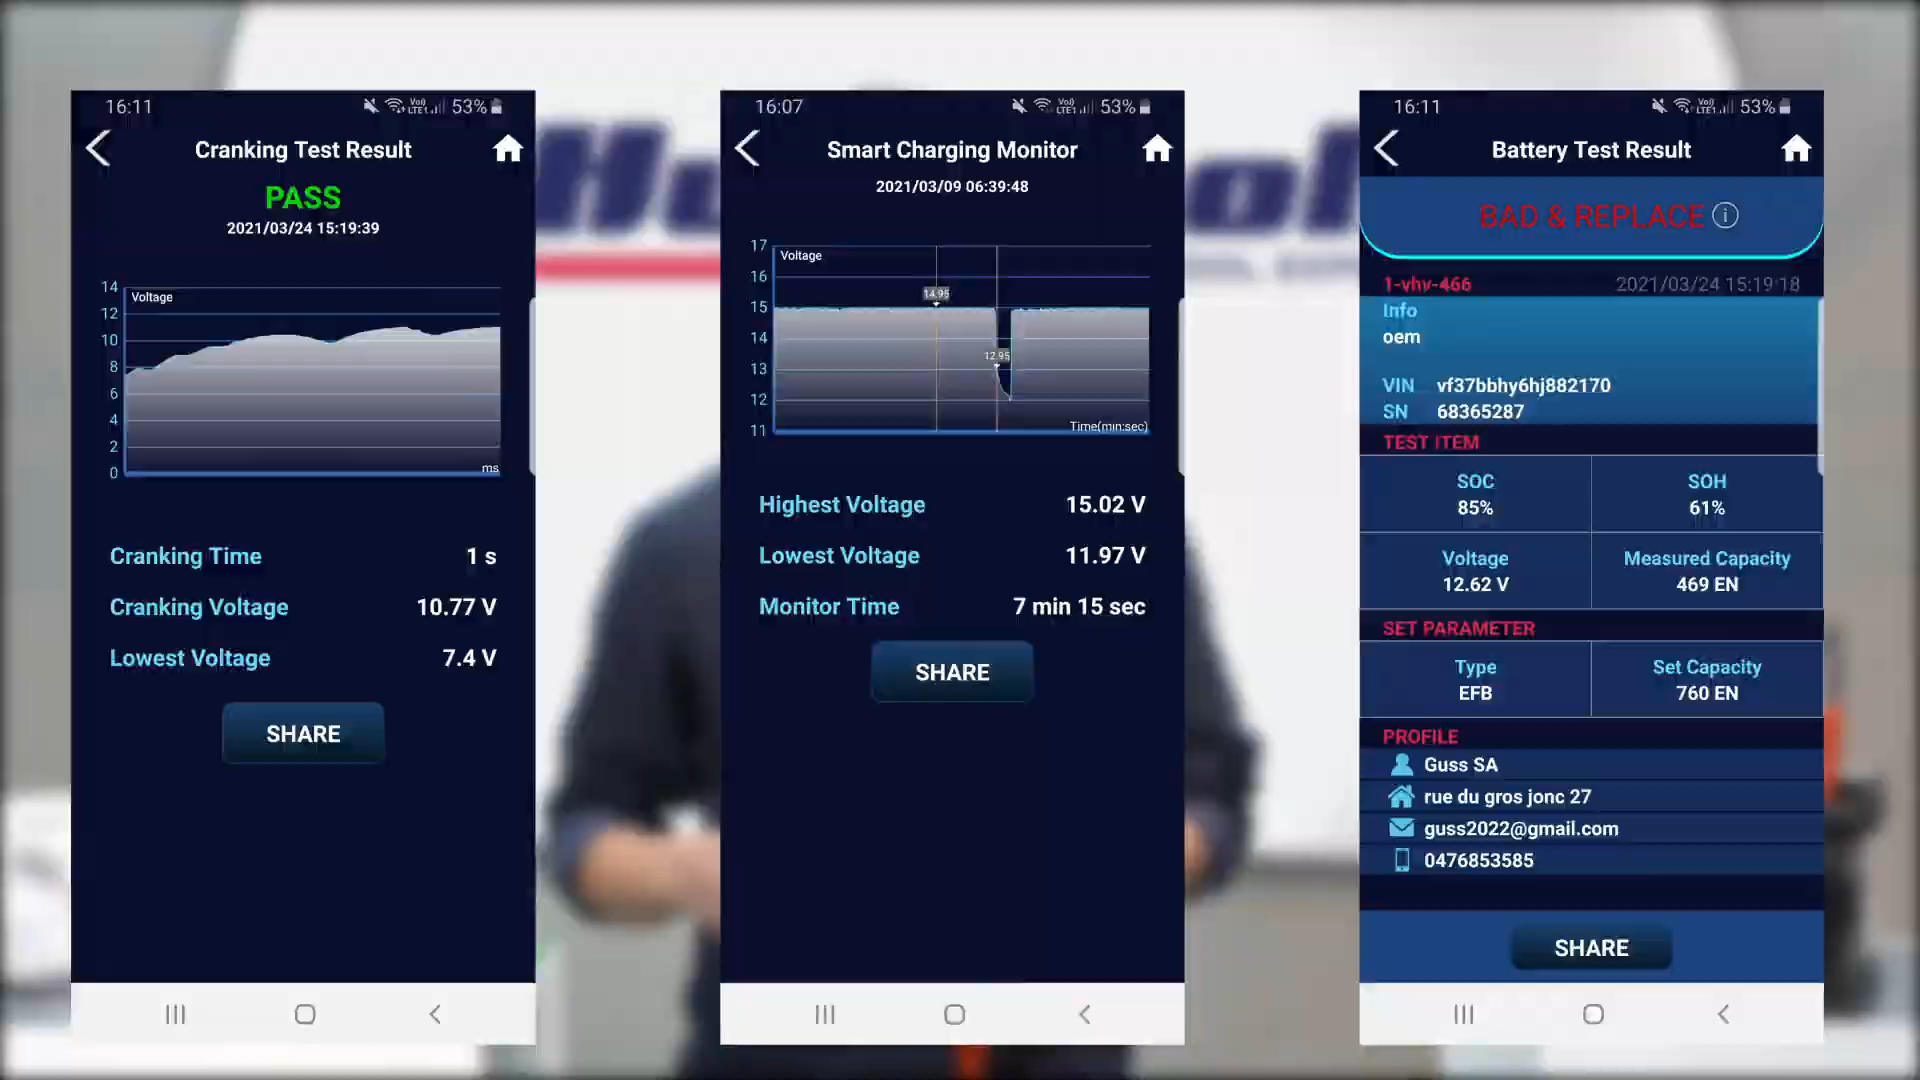 16:11
Vo) LTE1 53%
Cranking Test Result
PASS
2021/03/24 15:19:39
14
Voltage
12
10
8
6
4
2
0
ms
Cranking Time 1 s
Cranking Voltage 10.77 V
Lowest Voltage 7.4 V
SHARE
16:07
Vo) LTE1 53%
Smart Charging Monitor
2021/03/09 06:39:48
17
Voltage
16
14.95
15
14
12.95
13
12
Time(min:sec)
11
Highest Voltage 15.02 V
Lowest Voltage 11.97 V
Monitor Time 7 min 15 sec
SHARE
16:11
Vo) LTE1 53%
Battery Test Result
BAD & REPLACE
1-vhv-466 2021/03/24 15:19:18
Info
oem
VIN vf37bbhy6hj882170
SN 68365287
TEST ITEM
SOC SOH
85% 61%
Voltage Measured Capacity
12.62 V 469 EN
SET PARAMETER
Type Set Capacity
EFB 760 EN
PROFILE
Guss SA
rue du gros jonc 27
guss2022@gmail.com
0476853585
SHARE